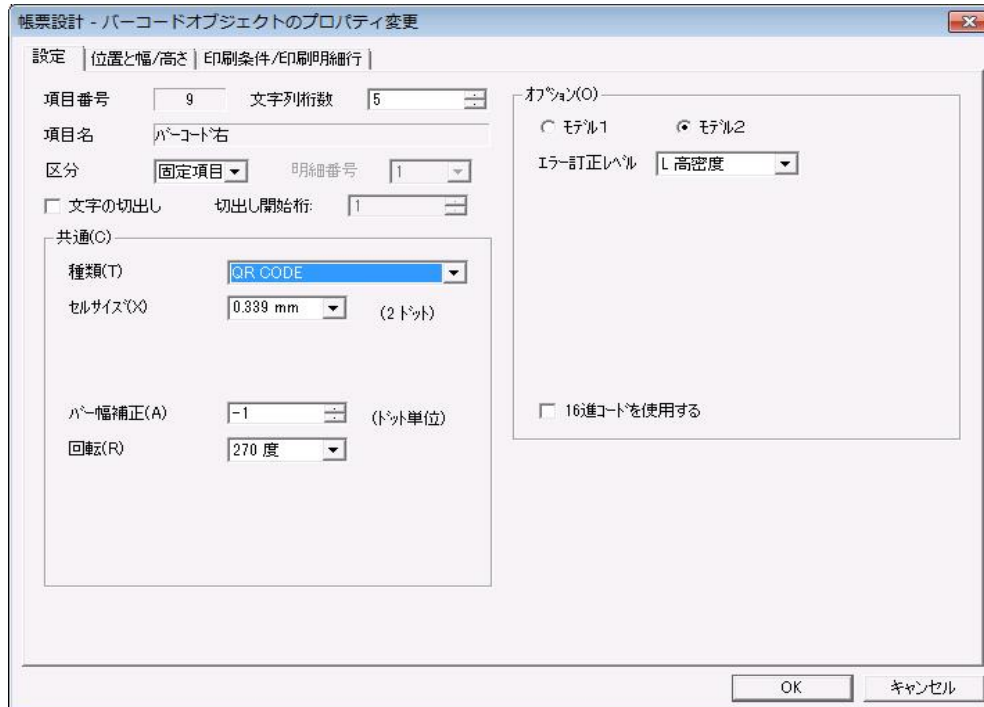 帳票設計 - バーコードオブジェクトのプロパティ変更
設定 位置と幅/高さ 印刷条件/印刷明細行
項目番号 9 文字列桁数 5
項目名 ﾊﾞｰｺｰﾄﾞ右
区分 固定項目 明細番号 1
文字の切出し 切出し開始桁: 1
共通(C)
種類(T) QR CODE
ｾﾙｻｲｽﾞ(X) 0.339 mm (2 ﾄﾞｯﾄ)
ﾊﾞｰ幅補正(A) -1 (ﾄﾞｯﾄ単位)
回転(R) 270 度
ｵﾌﾟｼｮﾝ(O)
ﾓﾃﾞﾙ1 ﾓﾃﾞﾙ2
ｴﾗｰ訂正ﾚﾍﾞﾙ L 高密度
16進ｺｰﾄﾞを使用する
OK キャンセル